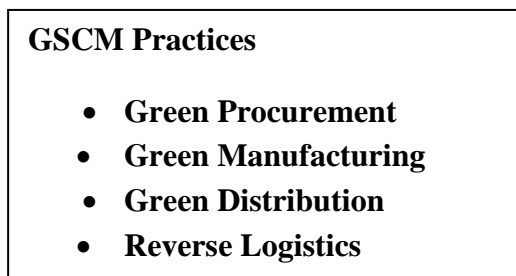 GSCM Practices
• Green Procurement
• Green Manufacturing
• Green Distribution
• Reverse Logistics